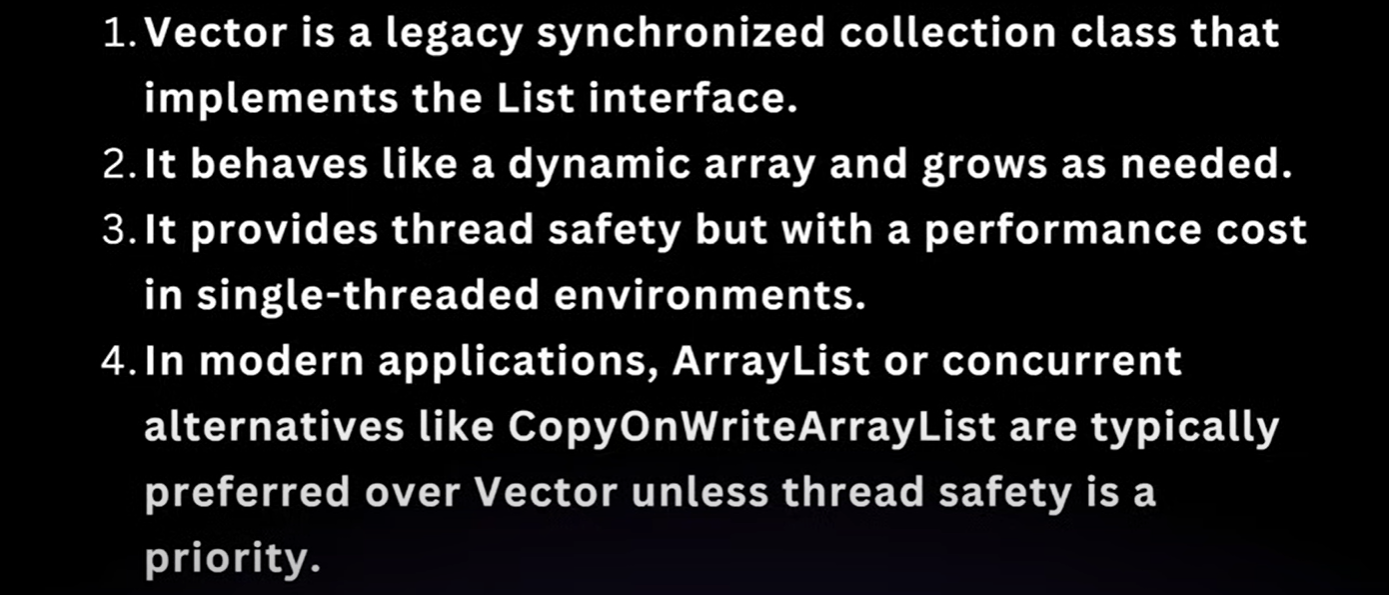 1. Vector is a legacy synchronized collection class that
implements the List interface.
2. It behaves like a dynamic array and grows as needed.
3. It provides thread safety but with a performance cost
in single-threaded environments.
4. In modern applications, ArrayList or concurrent
alternatives like CopyOnWriteArrayList are typically
preferred over Vector unless thread safety is a
priority.